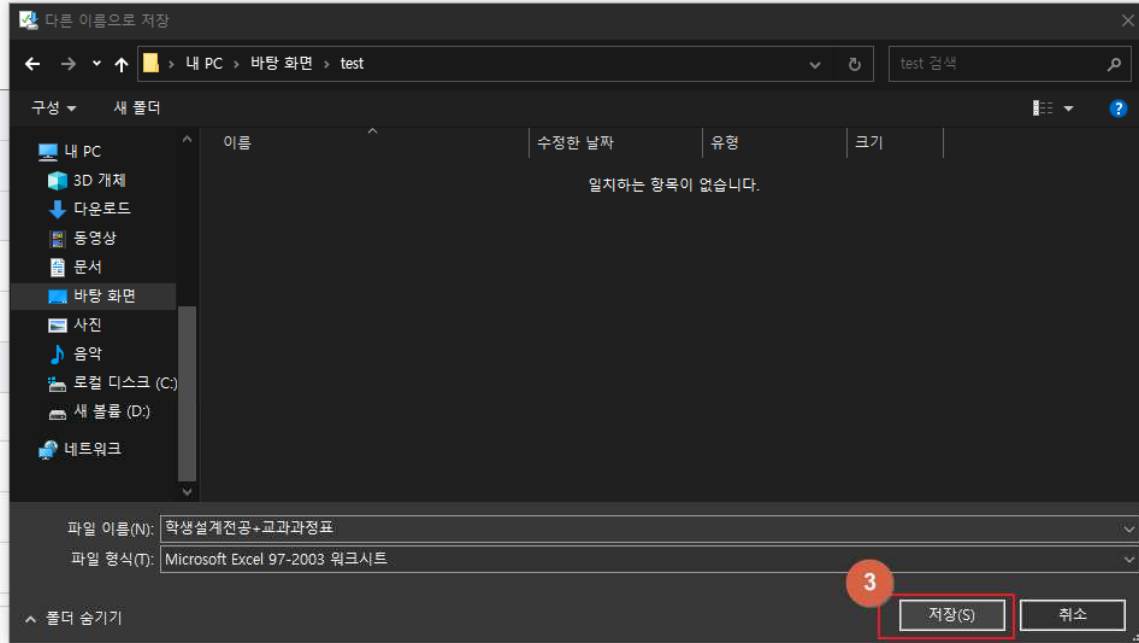 다른 이름으로 저장
내 PC › 바탕 화면 › test
test 검색
구성
새 폴더
?
이름
수정한 날짜
유형
크기
일치하는 항목이 없습니다.
내 PC
3D 개체
다운로드
동영상
문서
바탕 화면
사진
음악
로컬 디스크 (C:)
새 볼륨 (D:)
네트워크
파일 이름(N): 학생설계전공+교과과정표
파일 형식(T): Microsoft Excel 97-2003 워크시트
3
폴더 숨기기
저장(S)
취소